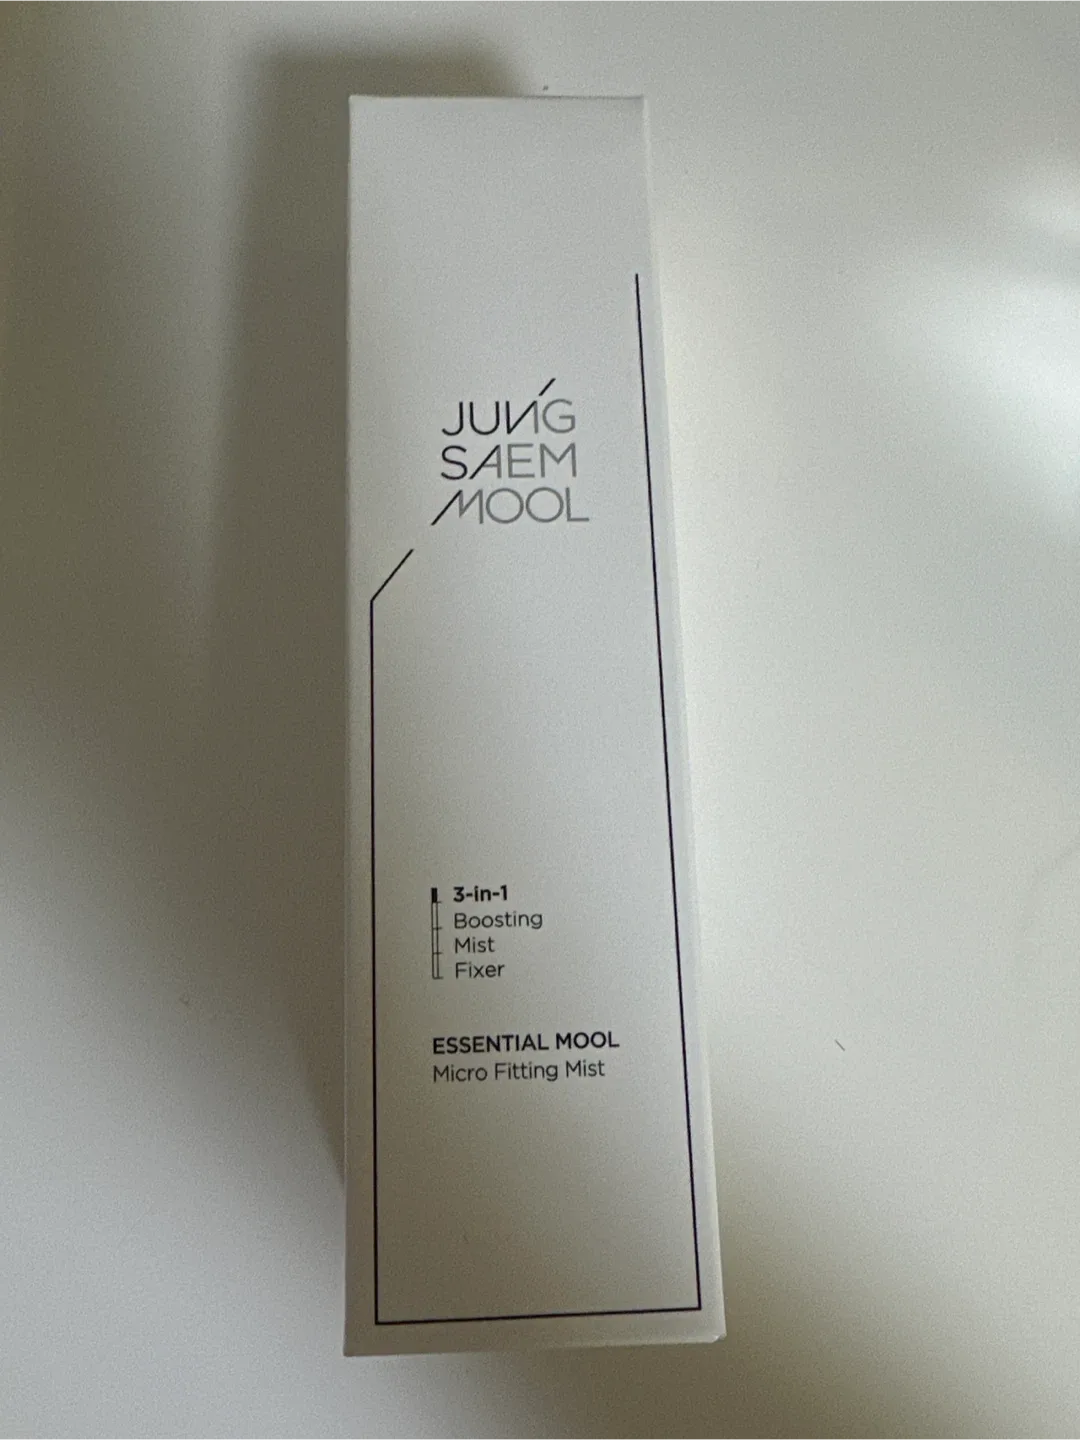 JUNG
SAEM
MOOL
3-in-1
Boosting
Mist
Fixer
ESSENTIAL MOOL
Micro Fitting Mist